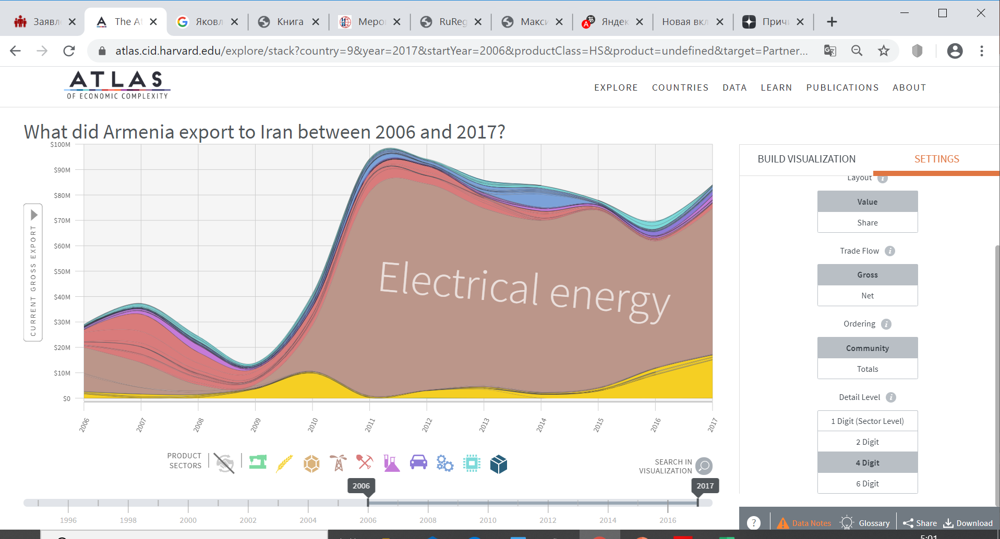 Заявл
The At
Яковл
Книга
Меро
RuReg
Макси
Яндек
Новая вкл
Причи
atlas.cid.harvard.edu/explore/stack?country=9&year=2017&startYear=2006&productClass=HS&product=undefined&target=Partner...
ATLAS
OF ECONOMIC COMPLEXITY
EXPLORE COUNTRIES DATA LEARN PUBLICATIONS ABOUT
What did Armenia export to Iran between 2006 and 2017?
CURRENT GROSS EXPORT
$100M
$90M
$80M
$70M
$60M
$50M
$40M
$30M
$20M
$10M
$0
Electrical energy
2006 2007 2008 2009 2010 2011 2012 2013 2014 2015 2016 2017
PRODUCT
SECTORS
SEARCH IN
VISUALIZATION
2006 2017
1996 1998 2000 2002 2004 2006 2008 2010 2012 2014 2016
BUILD VISUALIZATION SETTINGS
Layout i
Value
Share
Trade Flow i
Gross
Net
Ordering i
Community
Totals
Detail Level i
1 Digit (Sector Level)
2 Digit
4 Digit
6 Digit
? Data Notes Glossary Share Download
5:01